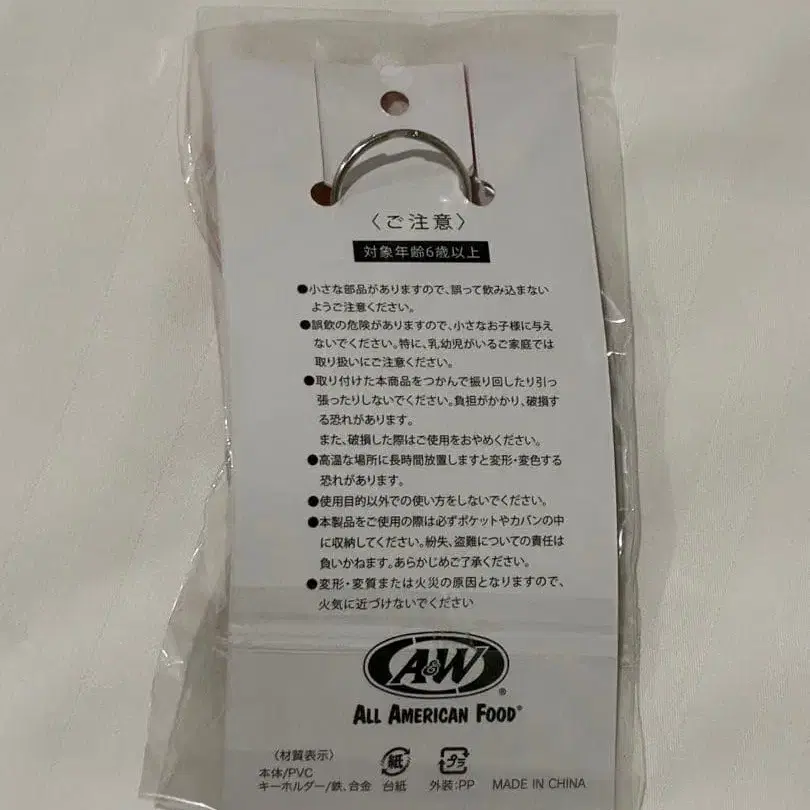 〈ご注意〉
対象年齢6歳以上
●小さな部品がありますので、誤って飲み込まない
ようご注意ください。
●誤飲の危険がありますので、小さなお子様に与え
ないでください。特に、乳幼児がいるご家庭では
取り扱いにご注意ください。
●取り付けた本商品をつかんで振り回したり引っ
張ったりしないでください。負担がかかり、破損す
る恐れがあります。
また、破損した際はご使用をおやめください。
●高温な場所に長時間放置しますと変形・変色する
恐れがあります。
●使用目的以外での使い方をしないでください。
●本製品をご使用の際は必ずポケットやカバンの中
に収納してください。紛失、盗難についての責任は
負いかねます。あらかじめご了承ください。
●変形・変質または火災の原因となりますので、
火気に近づけないでください
A&W®
ALL AMERICAN FOOD®
〈材質表示〉
本体/PVC
キーホルダー/鉄、合金
紙
台紙
プラ
外装:PP
MADE IN CHINA